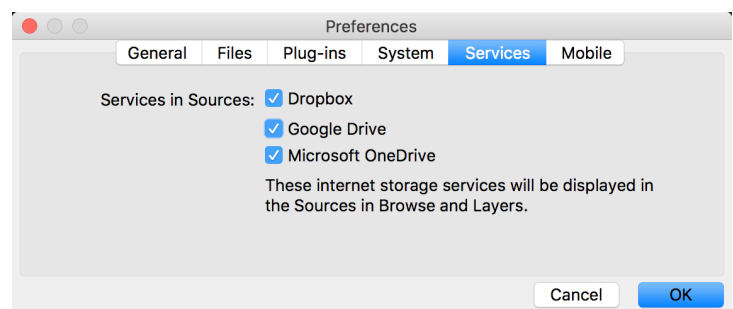 Preferences
General Files Plug-ins System Services Mobile
Services in Sources: Dropbox
Google Drive
Microsoft OneDrive
These internet storage services will be displayed in
the Sources in Browse and Layers.
Cancel OK